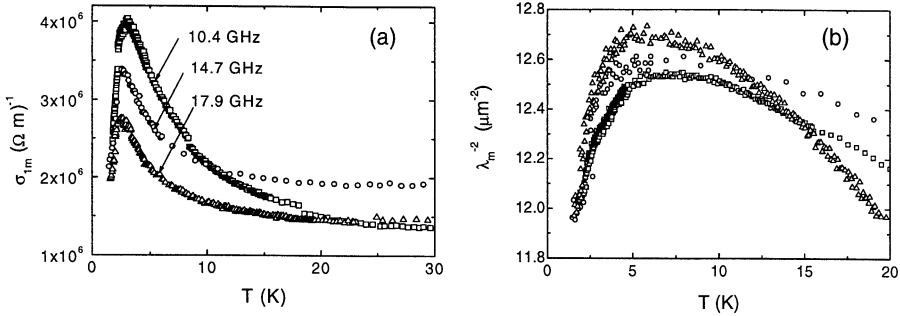 (a)
4x10⁶
3x10⁶
2x10⁶
1x10⁶
σ1m (Ω m)⁻¹
10.4 GHz
14.7 GHz
17.9 GHz
0 10 20 30
T (K)
(b)
12.8
12.6
12.4
12.2
12.0
11.8
λm⁻² (μm⁻²)
0 5 10 15 20
T (K)